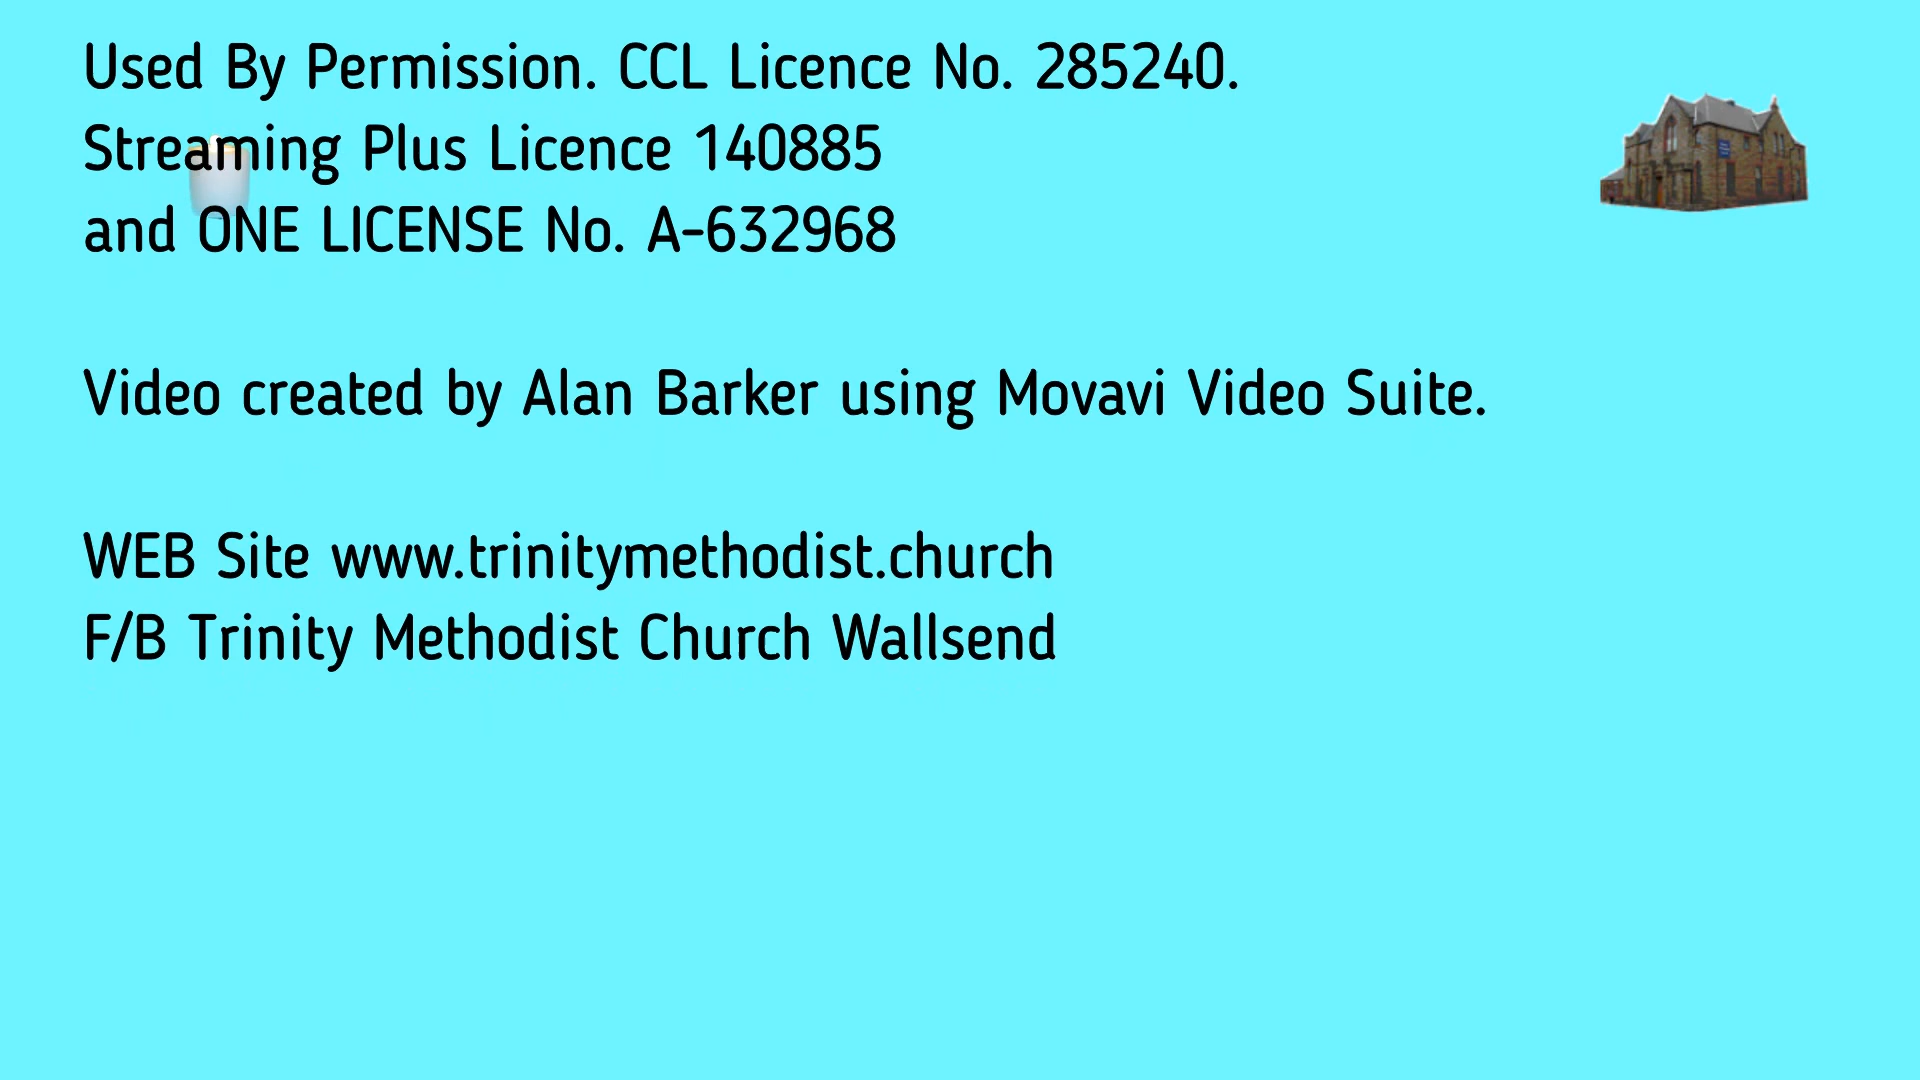 Used By Permission. CCL Licence No. 285240.
Streaming Plus Licence 140885
and ONE LICENSE No. A-632968
Video created by Alan Barker using Movavi Video Suite.
WEB Site www.trinitymethodist.church
F/B Trinity Methodist Church Wallsend